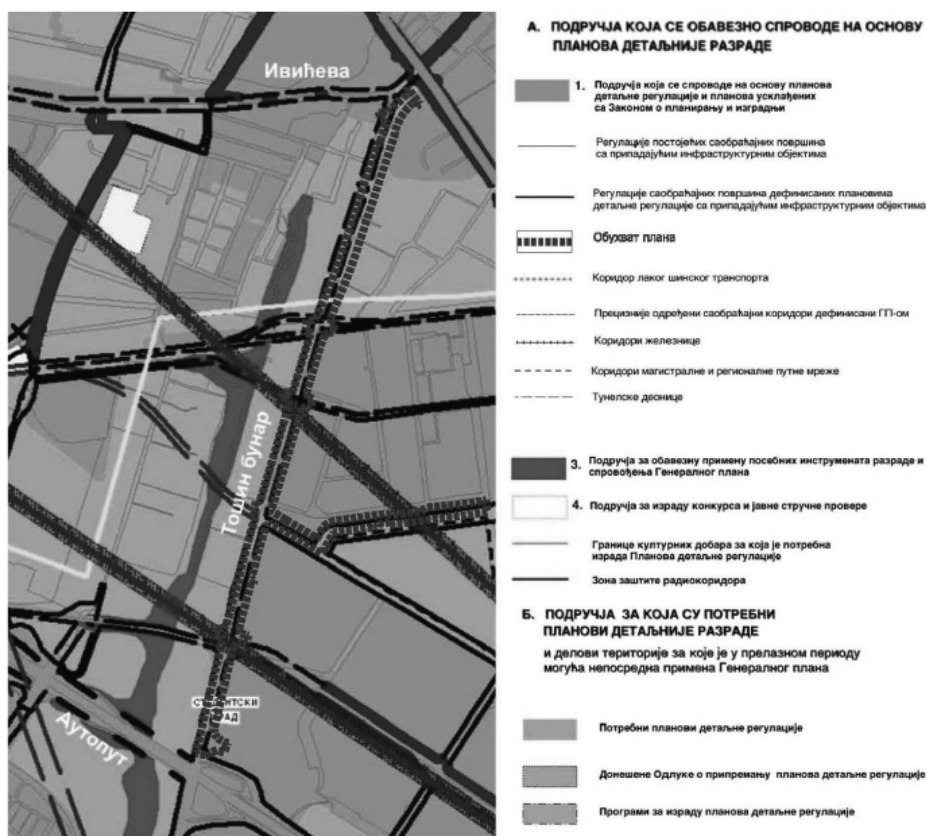 Ивићева
Тошин бунар
Аутопут
А. ПОДРУЧЈА КОЈА СЕ ОБАВЕЗНО СПРОВОДЕ НА ОСНОВУ
ПЛАНОВА ДЕТАЉНИЈЕ РАЗРАДЕ
1. Подручја која се спроводе на основу планова
детаљне регулације и планова усклађених
са Законом о планирању и изградњи
Регулације постојећих саобраћајних површина
са припадајућим инфраструктурним објектима
Регулације саобраћајних површина дефинисаних плановима
детаљне регулације са припадајућим инфраструктурним објектима
Обухват плана
Коридор лаког шинског транспорта
Прецизније одређени саобраћајни коридори дефинисани ГП-ом
Коридори железнице
Коридори магистралне и регионалне путне мреже
Тунелске деонице
3. Подручја за обавезну примену посебних инструмената разраде и
спровођења Генералног плана
4. Подручја за израду конкурса и јавне стручне провере
Границе културних добара за која је потребна
израда Планова детаљне регулације
Зона заштите радиокоридора
Б. ПОДРУЧЈА ЗА КОЈА СУ ПОТРЕБНИ
ПЛАНОВИ ДЕТАЉНИЈЕ РАЗРАДЕ
и делови територије за које је у прелазном периоду
могућа непосредна примена Генералног плана
Потребни планови детаљне регулације
Донешене Одлуке о припремању планова детаљне регулације
Програми за израду планова детаљне регулације